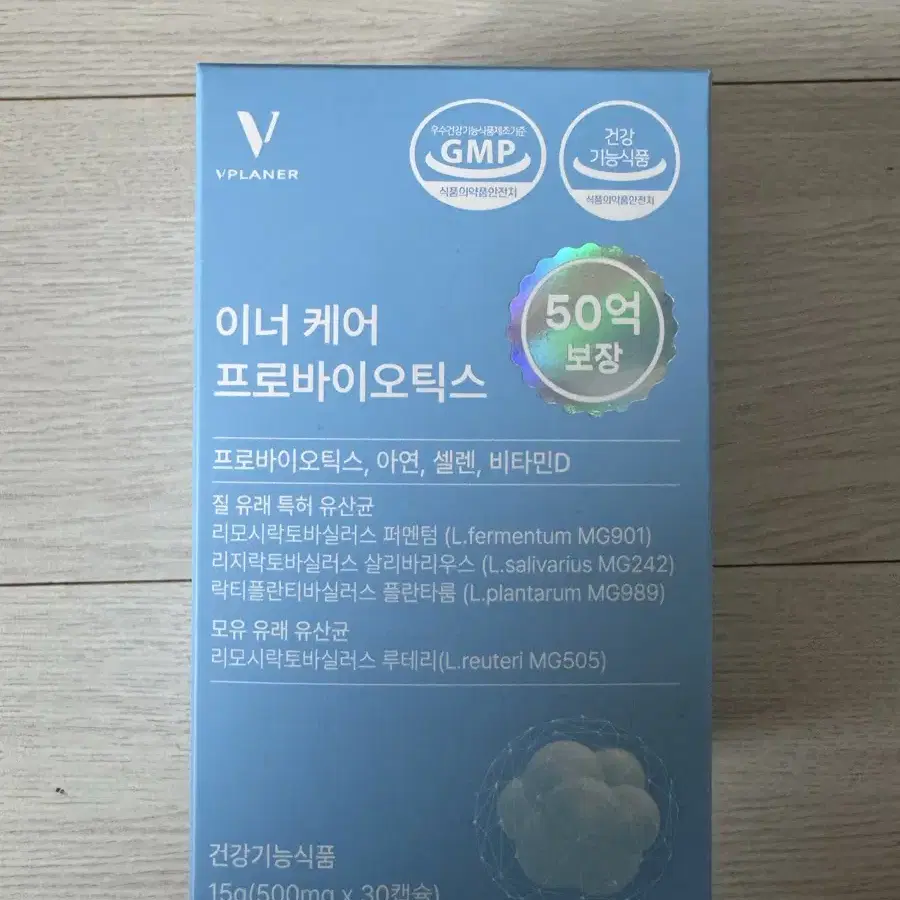 VPLANER
우수건강기능식품제조기준
GMP
식품의약품안전처
건강
기능식품
식품의약품안전처
50억
보장
이너 케어
프로바이오틱스
프로바이오틱스, 아연, 셀렌, 비타민D
질 유래 특허 유산균
리모시락토바실러스 퍼멘텀 (L.fermentum MG901)
리지락토바실러스 살리바리우스 (L.salivarius MG242)
락티플란티바실러스 플란타룸 (L.plantarum MG989)
모유 유래 유산균
리모시락토바실러스 루테리(L.reuteri MG505)
건강기능식품
15g(500mg x 30캡슐)